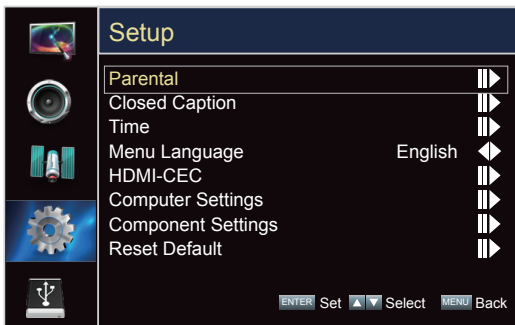 Setup
Parental
Closed Caption
Time
Menu Language English
HDMI-CEC
Computer Settings
Component Settings
Reset Default
ENTER Set Select MENU Back